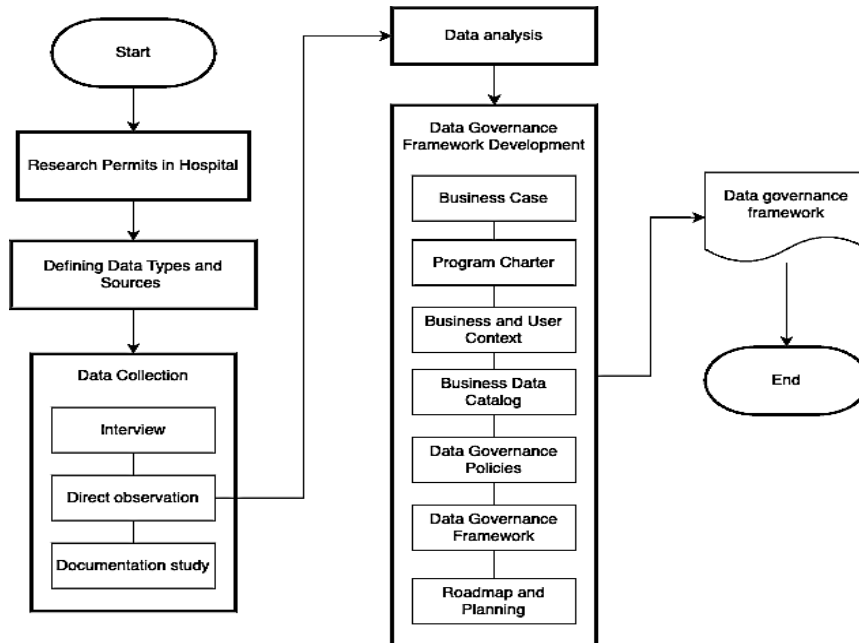 Start
Research Permits in Hospital
Defining Data Types and
Sources
Data Collection
Interview
Direct observation
Documentation study
Data analysis
Data Governance
Framework Development
Business Case
Program Charter
Business and User
Context
Business Data
Catalog
Data Governance
Policies
Data Governance
Framework
Roadmap and
Planning
Data governance
framework
End